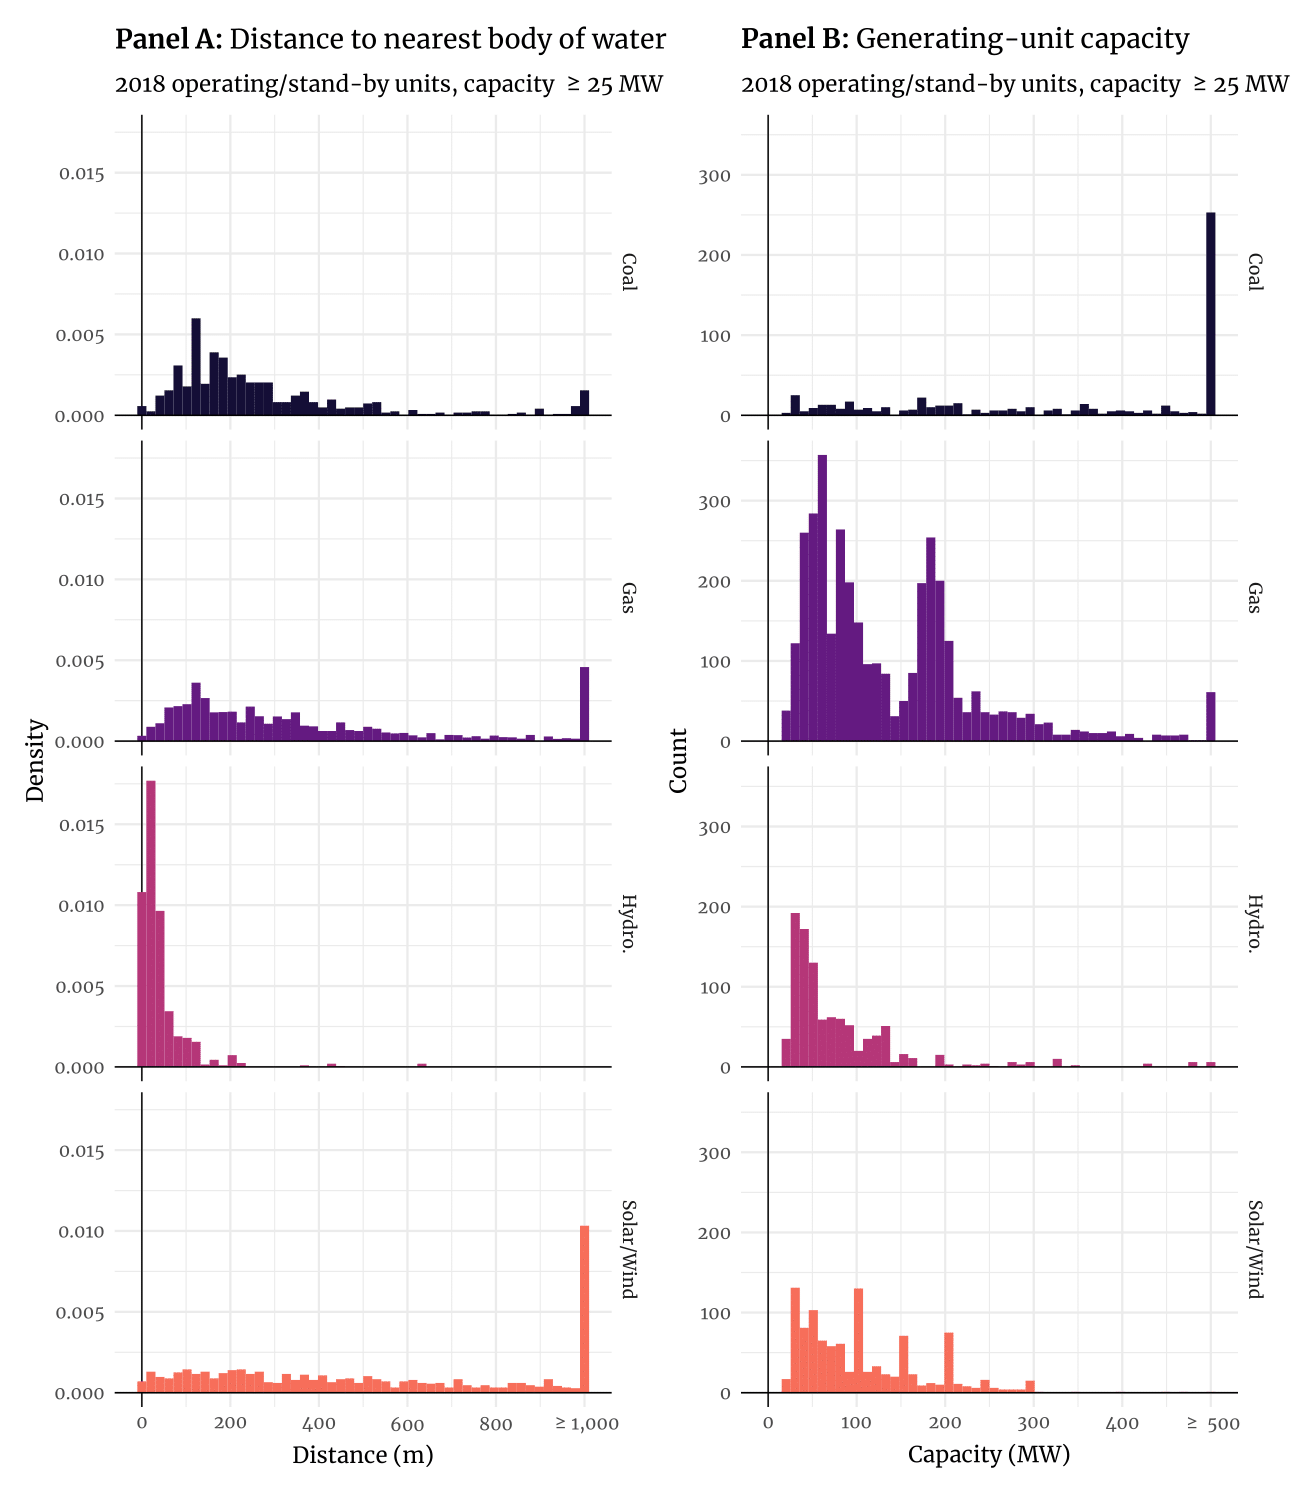 Panel A: Distance to nearest body of water
2018 operating/stand-by units, capacity ≥ 25 MW
Density
0.015
0.010
0.005
0.000
Coal
0.015
0.010
0.005
0.000
Gas
0.015
0.010
0.005
0.000
Hydro.
0.015
0.010
0.005
0.000
Solar/Wind
0 200 400 600 800 ≥ 1,000
Distance (m)
Panel B: Generating-unit capacity
2018 operating/stand-by units, capacity ≥ 25 MW
Count
300
200
100
0
Coal
300
200
100
0
Gas
300
200
100
0
Hydro.
300
200
100
0
Solar/Wind
0 100 200 300 400 ≥ 500
Capacity (MW)